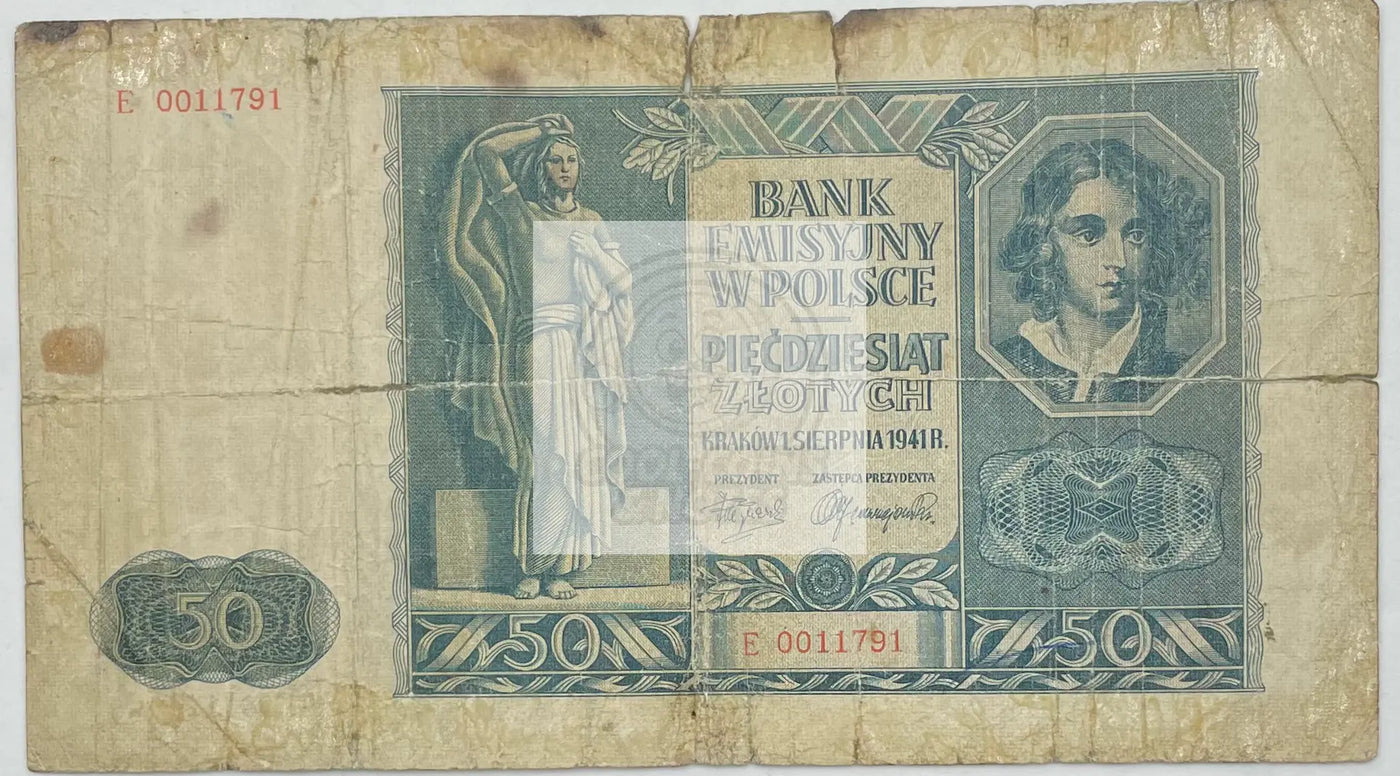 E 0011791
BANK
EMISYJNY
W POLSCE
PIĘĆDZIESIĄT
ZŁOTYCH
KRAKÓW 1.SIERPNIA 1941 R.
PREZYDENT ZASTĘPCA PREZYDENTA
50
50
E 0011791
50